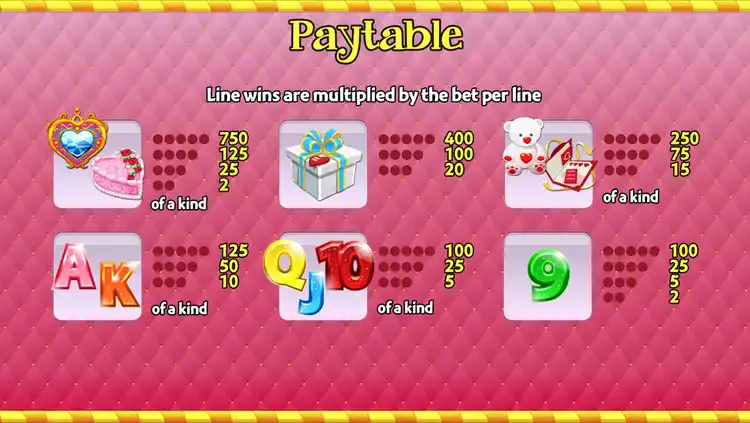 Paytable
Line wins are multiplied by the bet per line
750
125
25
2
of a kind
400
100
20
250
75
15
of a kind
A K
125
50
10
of a kind
Q J 10
100
25
5
of a kind
9
100
25
5
2